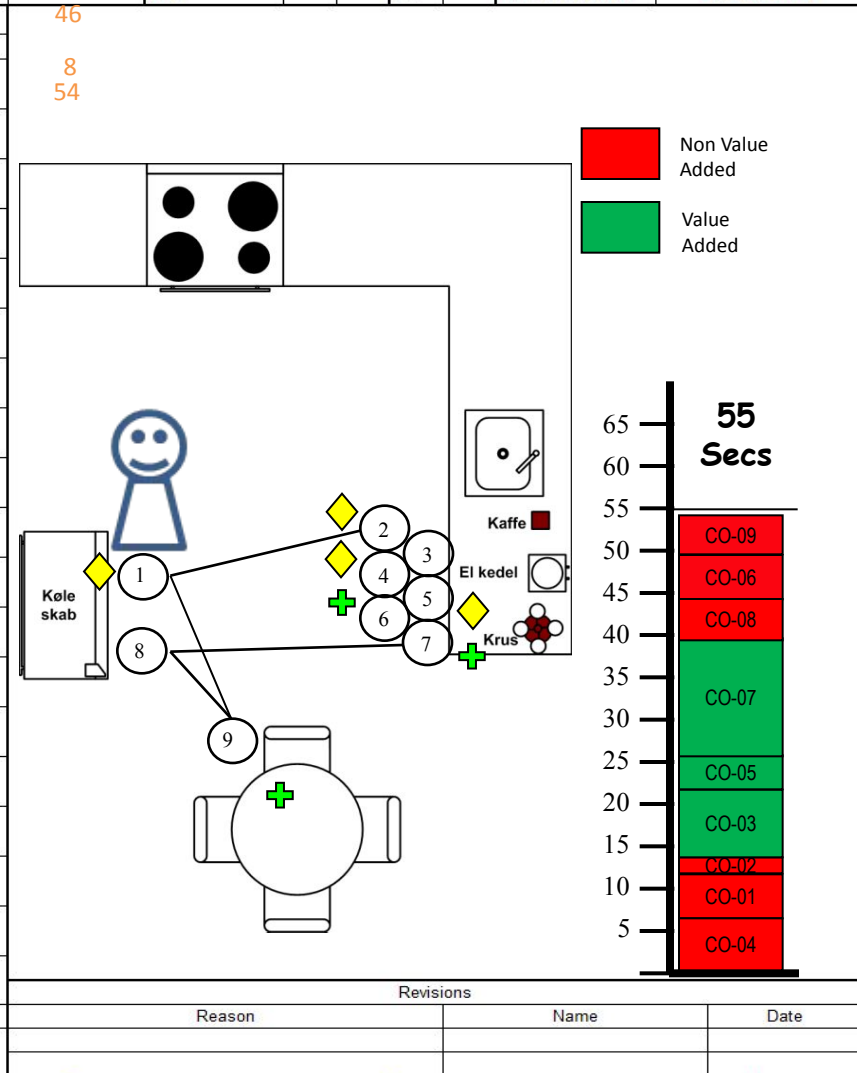 46
8
54
Non Value
Added
Value
Added
65
60
55
50
45
40
35
30
25
20
15
10
5
55
Secs
CO-09
CO-06
CO-08
CO-07
CO-05
CO-03
CO-02
CO-01
CO-04
Kaffe
El kedel
Krus
Køle
skab
1
2
3
4
5
6
7
8
9
Revisions
Reason Name Date